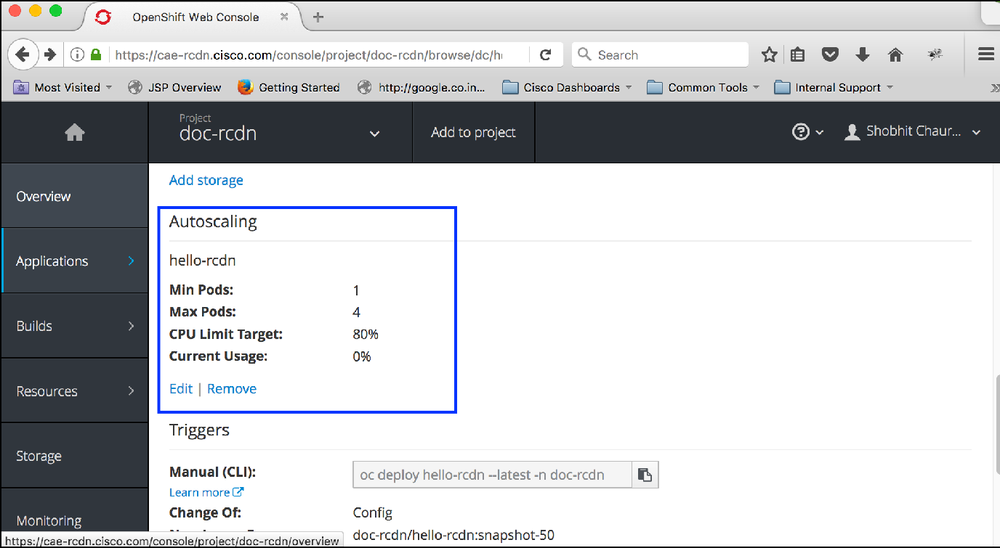 OpenShift Web Console
https://cae-rcdn.cisco.com/console/project/doc-rcdn/browse/dc/h
Search
Most Visited
JSP Overview
Getting Started
http://google.co.in...
Cisco Dashboards
Common Tools
Internal Support
Project
doc-rcdn
Add to project
Shobhit Chaur...
Overview
Applications
Builds
Resources
Storage
Monitoring
Add storage
Autoscaling
hello-rcdn
Min Pods: 1
Max Pods: 4
CPU Limit Target: 80%
Current Usage: 0%
Edit | Remove
Triggers
Manual (CLI): oc deploy hello-rcdn --latest -n doc-rcdn
Learn more
Change Of: Config
doc-rcdn/hello-rcdn:snapshot-50
https://cae-rcdn.cisco.com/console/project/doc-rcdn/overview